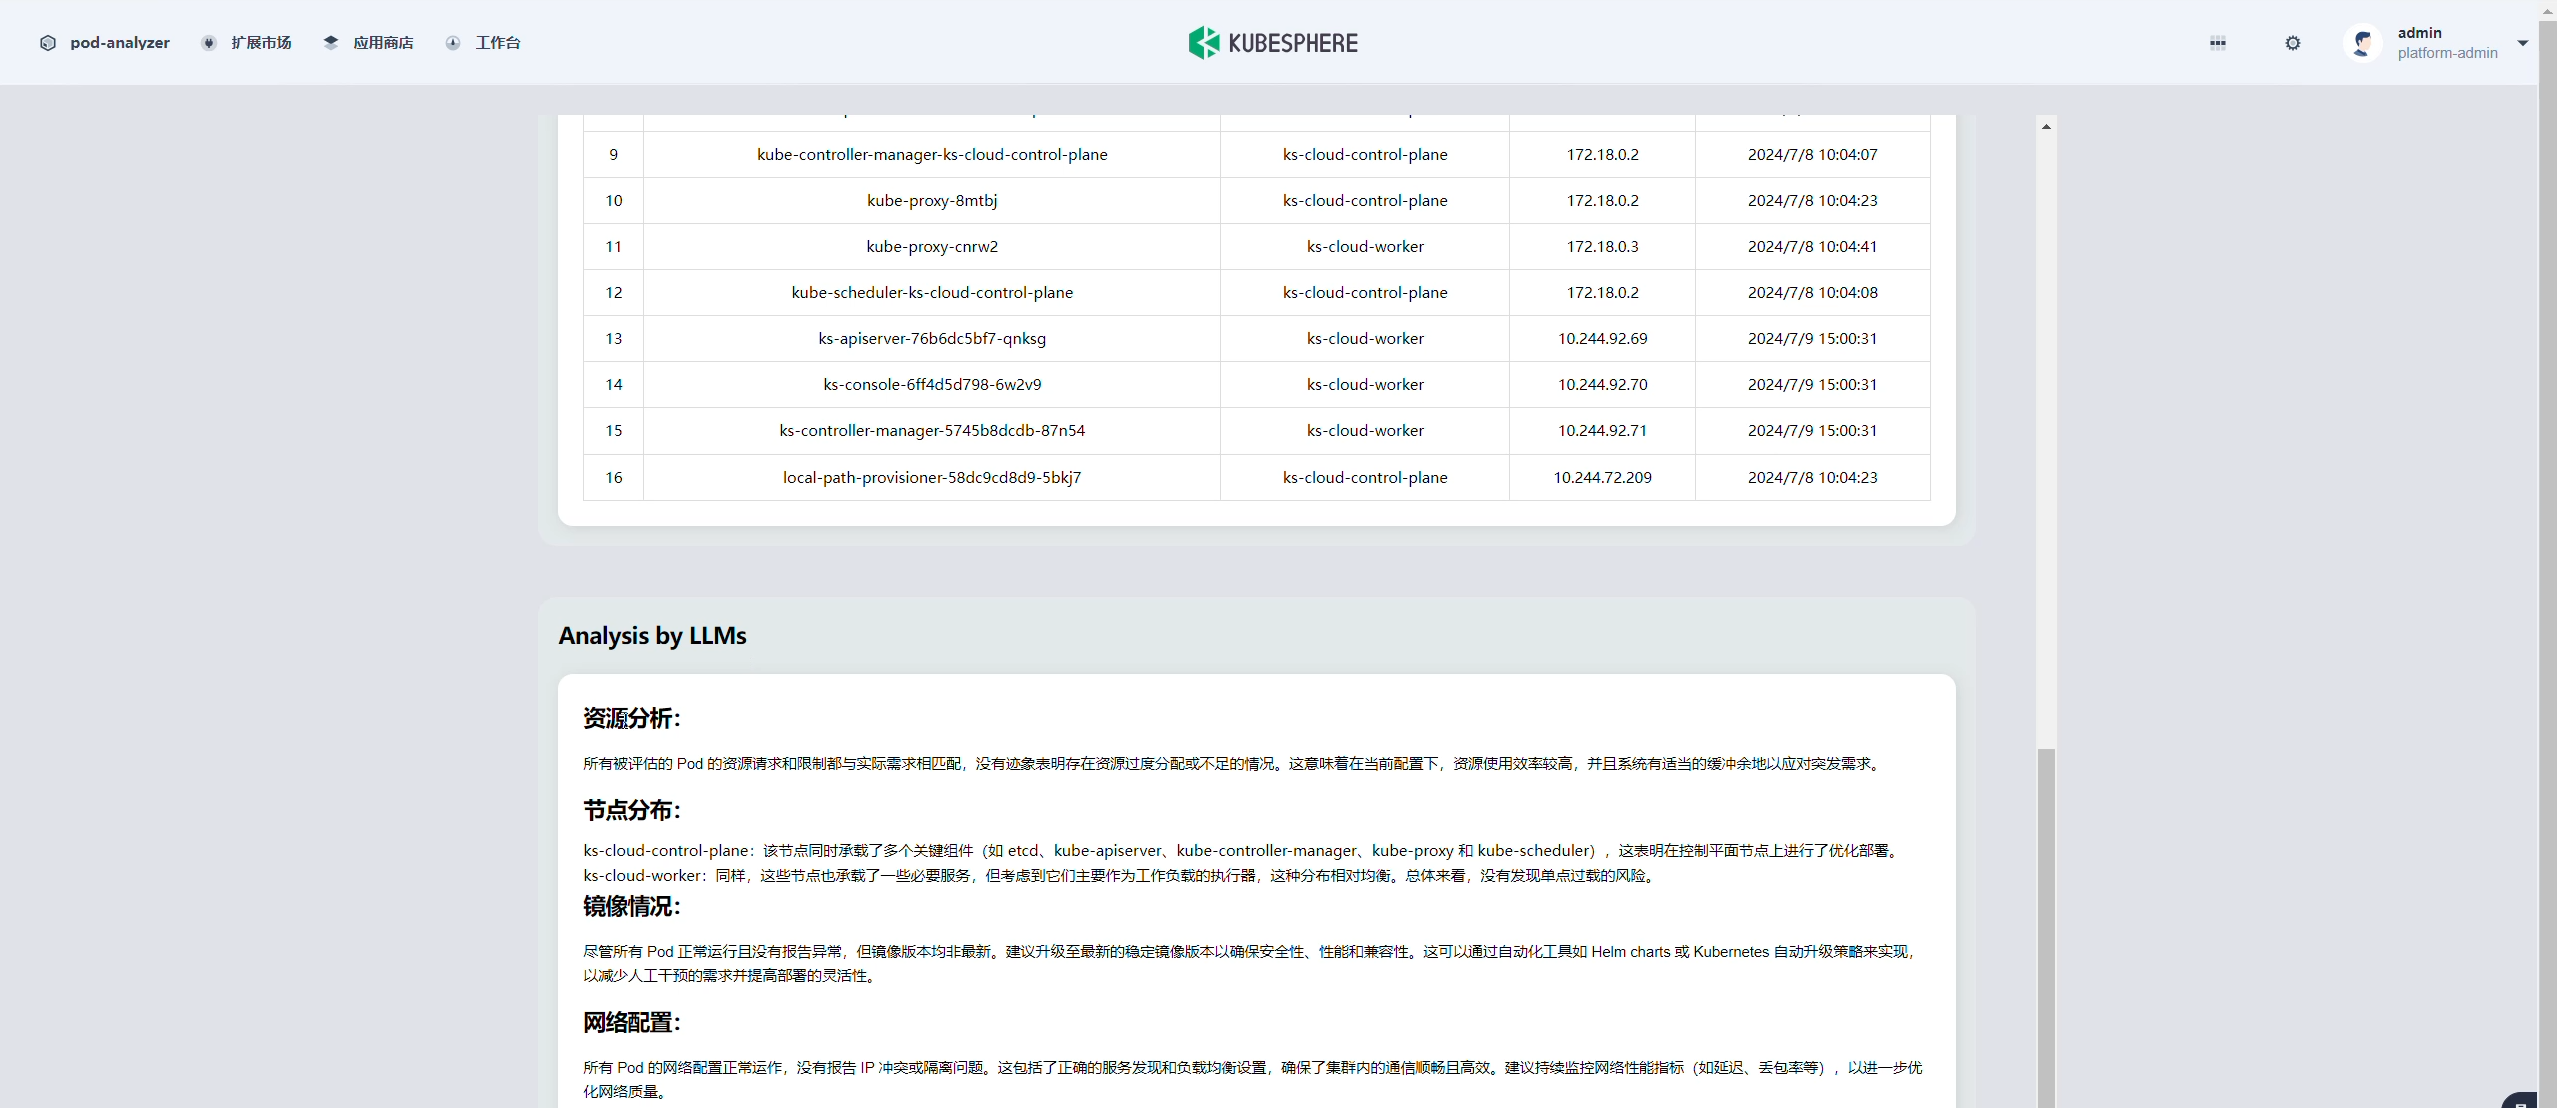 pod-analyzer 扩展市场 应用商店 工作台 KUBESPHERE admin
platform-admin
9 kube-controller-manager-ks-cloud-control-plane ks-cloud-control-plane 172.18.0.2 2024/7/8 10:04:07
10 kube-proxy-8mtbj ks-cloud-control-plane 172.18.0.2 2024/7/8 10:04:23
11 kube-proxy-cnrw2 ks-cloud-worker 172.18.0.3 2024/7/8 10:04:41
12 kube-scheduler-ks-cloud-control-plane ks-cloud-control-plane 172.18.0.2 2024/7/8 10:04:08
13 ks-apiserver-76b6dc5bf7-qnksg ks-cloud-worker 10.244.92.69 2024/7/9 15:00:31
14 ks-console-6ff4d5d798-6w2v9 ks-cloud-worker 10.244.92.70 2024/7/9 15:00:31
15 ks-controller-manager-5745b8dcdb-87n54 ks-cloud-worker 10.244.92.71 2024/7/9 15:00:31
16 local-path-provisioner-58dc9cd8d9-5bkj7 ks-cloud-control-plane 10.244.72.209 2024/7/8 10:04:23
Analysis by LLMs
资源分析：
所有被评估的 Pod 的资源请求和限制都与实际需求相匹配，没有迹象表明存在资源过度分配或不足的情况。这意味着在当前配置下，资源使用效率较高，并且系统有适当的缓冲余地以应对突发需求。
节点分布：
ks-cloud-control-plane：该节点同时承载了多个关键组件（如 etcd、kube-apiserver、kube-controller-manager、kube-proxy 和 kube-scheduler），这表明在控制平面节点上进行了优化部署。
ks-cloud-worker：同样，这些节点也承载了一些必要服务，但考虑到它们主要作为工作负载的执行器，这种分布相对均衡。总体来看，没有发现单点过载的风险。
镜像情况：
尽管所有 Pod 正常运行且没有报告异常，但镜像版本均非最新。建议升级至最新的稳定镜像版本以确保安全性、性能和兼容性。这可以通过自动化工具如 Helm charts 或 Kubernetes 自动升级策略来实现，
以减少人工干预的需求并提高部署的灵活性。
网络配置：
所有 Pod 的网络配置正常运作，没有报告 IP 冲突或隔离问题。这包括了正确的服务发现和负载均衡设置，确保了集群内的通信顺畅且高效。建议持续监控网络性能指标（如延迟、丢包率等），以进一步优
化网络质量。